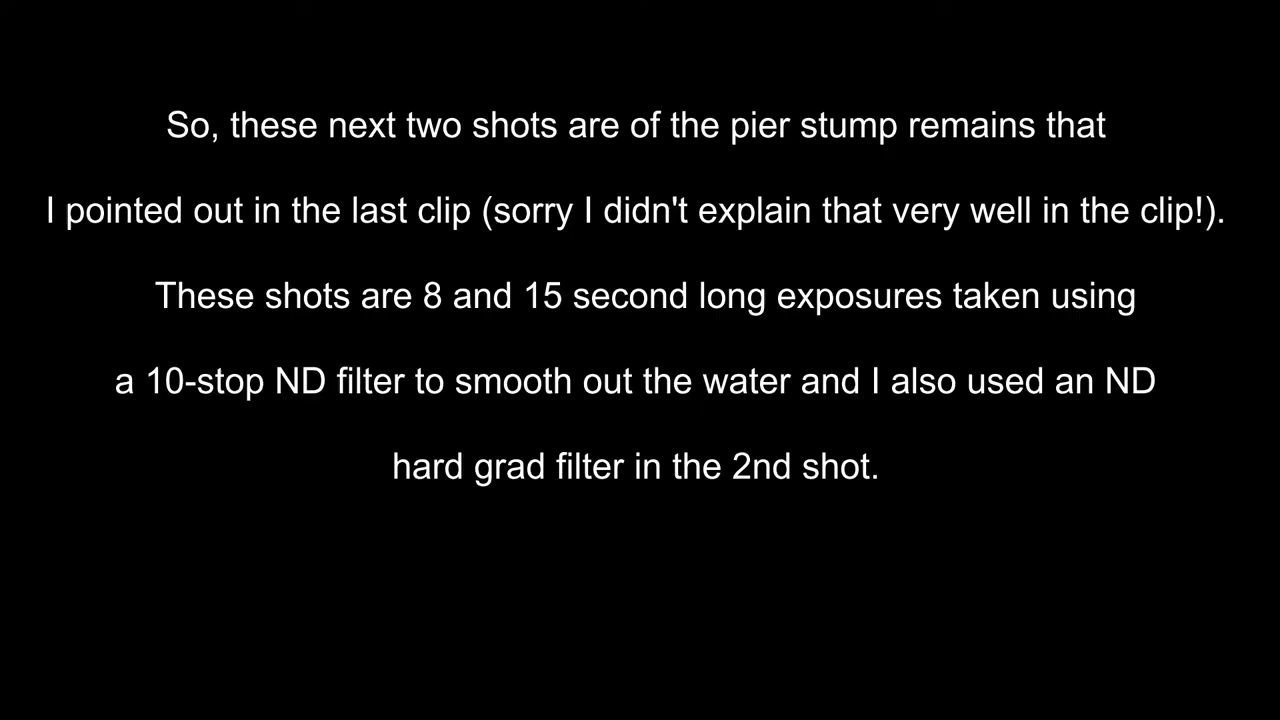 So, these next two shots are of the pier stump remains that
I pointed out in the last clip (sorry I didn't explain that very well in the clip!).
These shots are 8 and 15 second long exposures taken using
a 10-stop ND filter to smooth out the water and I also used an ND
hard grad filter in the 2nd shot.